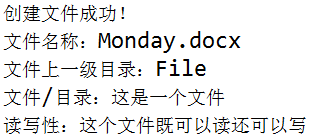 创建文件成功！
文件名称：Monday.docx
文件上一级目录：File
文件/目录：这是一个文件
读写性：这个文件既可以读还可以写